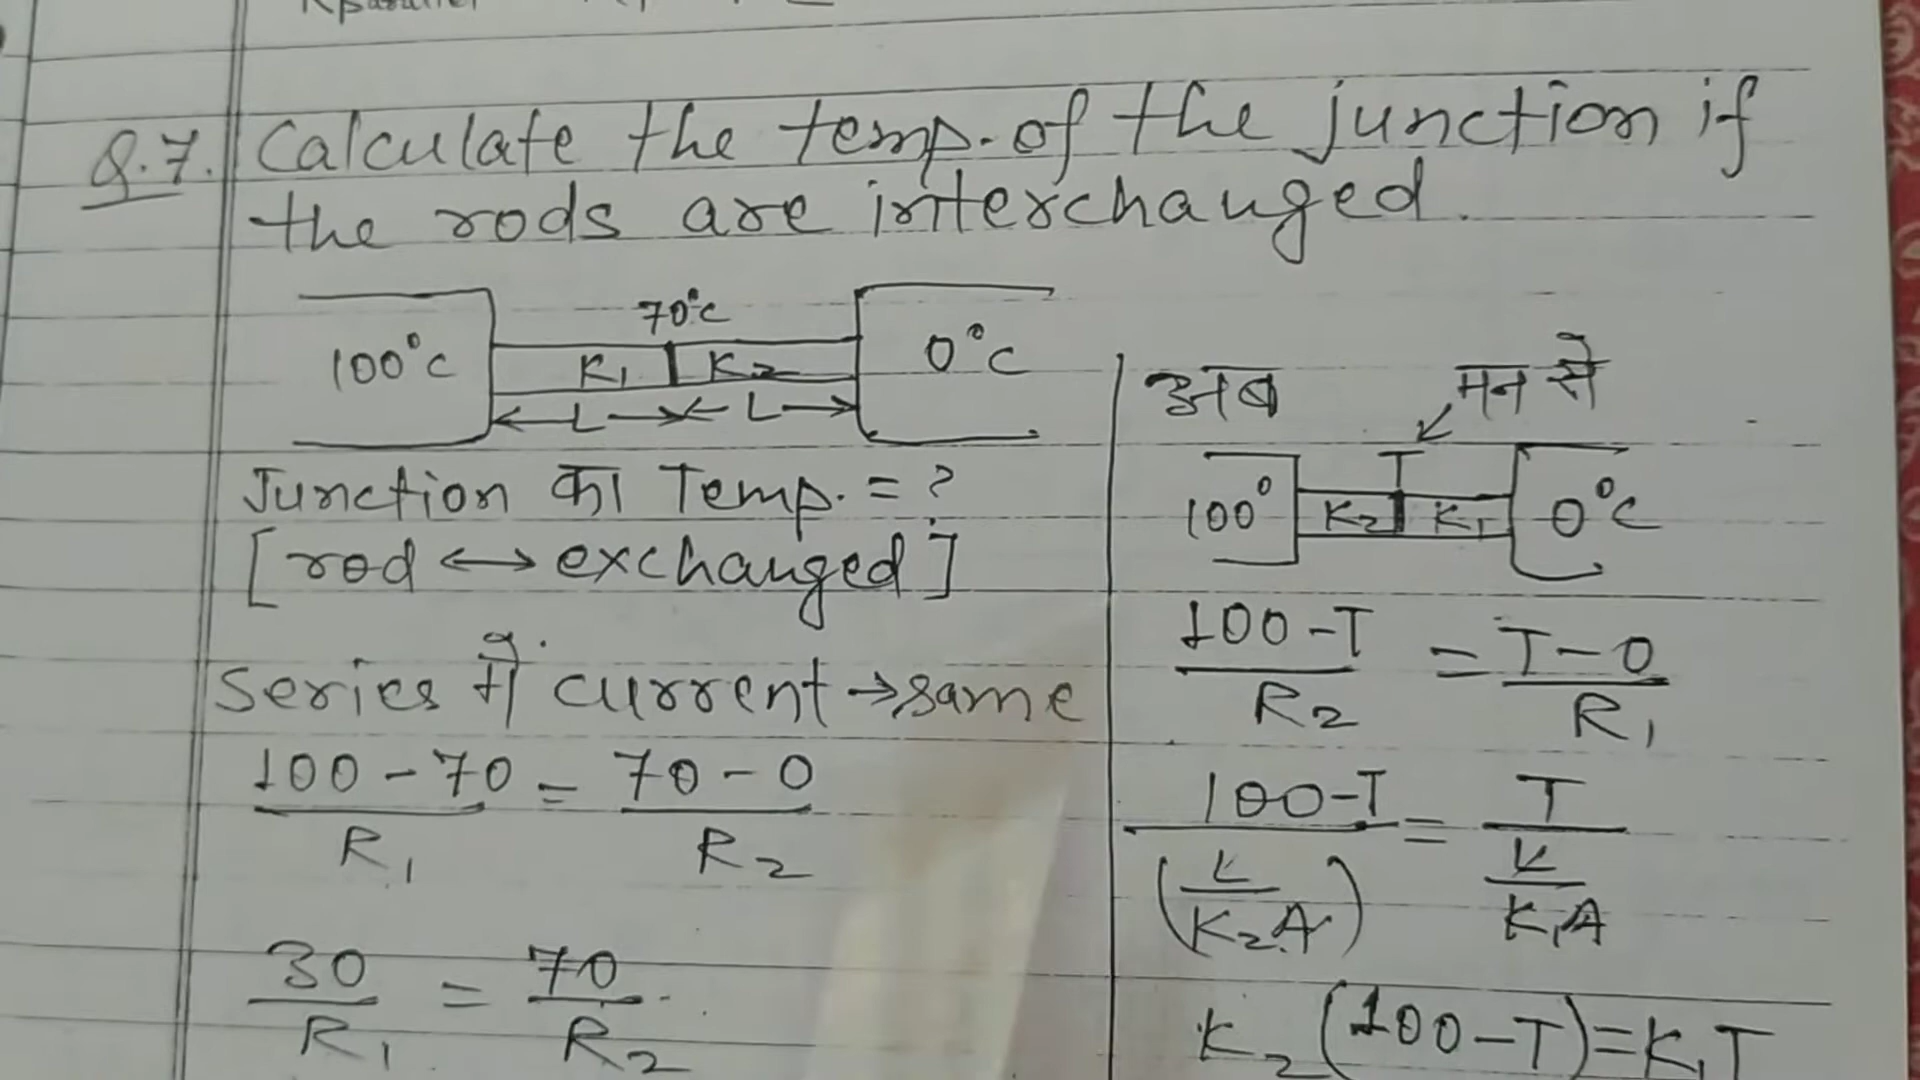 Q.7. Calculate the temp. of the junction if
the rods are interchanged.
70°c
100°c K₁ K₂ 0°c
L L
Junction का Temp. = ?
[rod ↔ exchanged]
Series में current → same
100-70/R₁ = 70-0/R₂
30/R₁ = 70/R₂
अब मन से
T
100° K₂ K₁ 0°c
100-T/R₂ = T-0/R₁
100-T/(L/K₂A) = T/(L/K₁A)
K₂(100-T)=K₁T